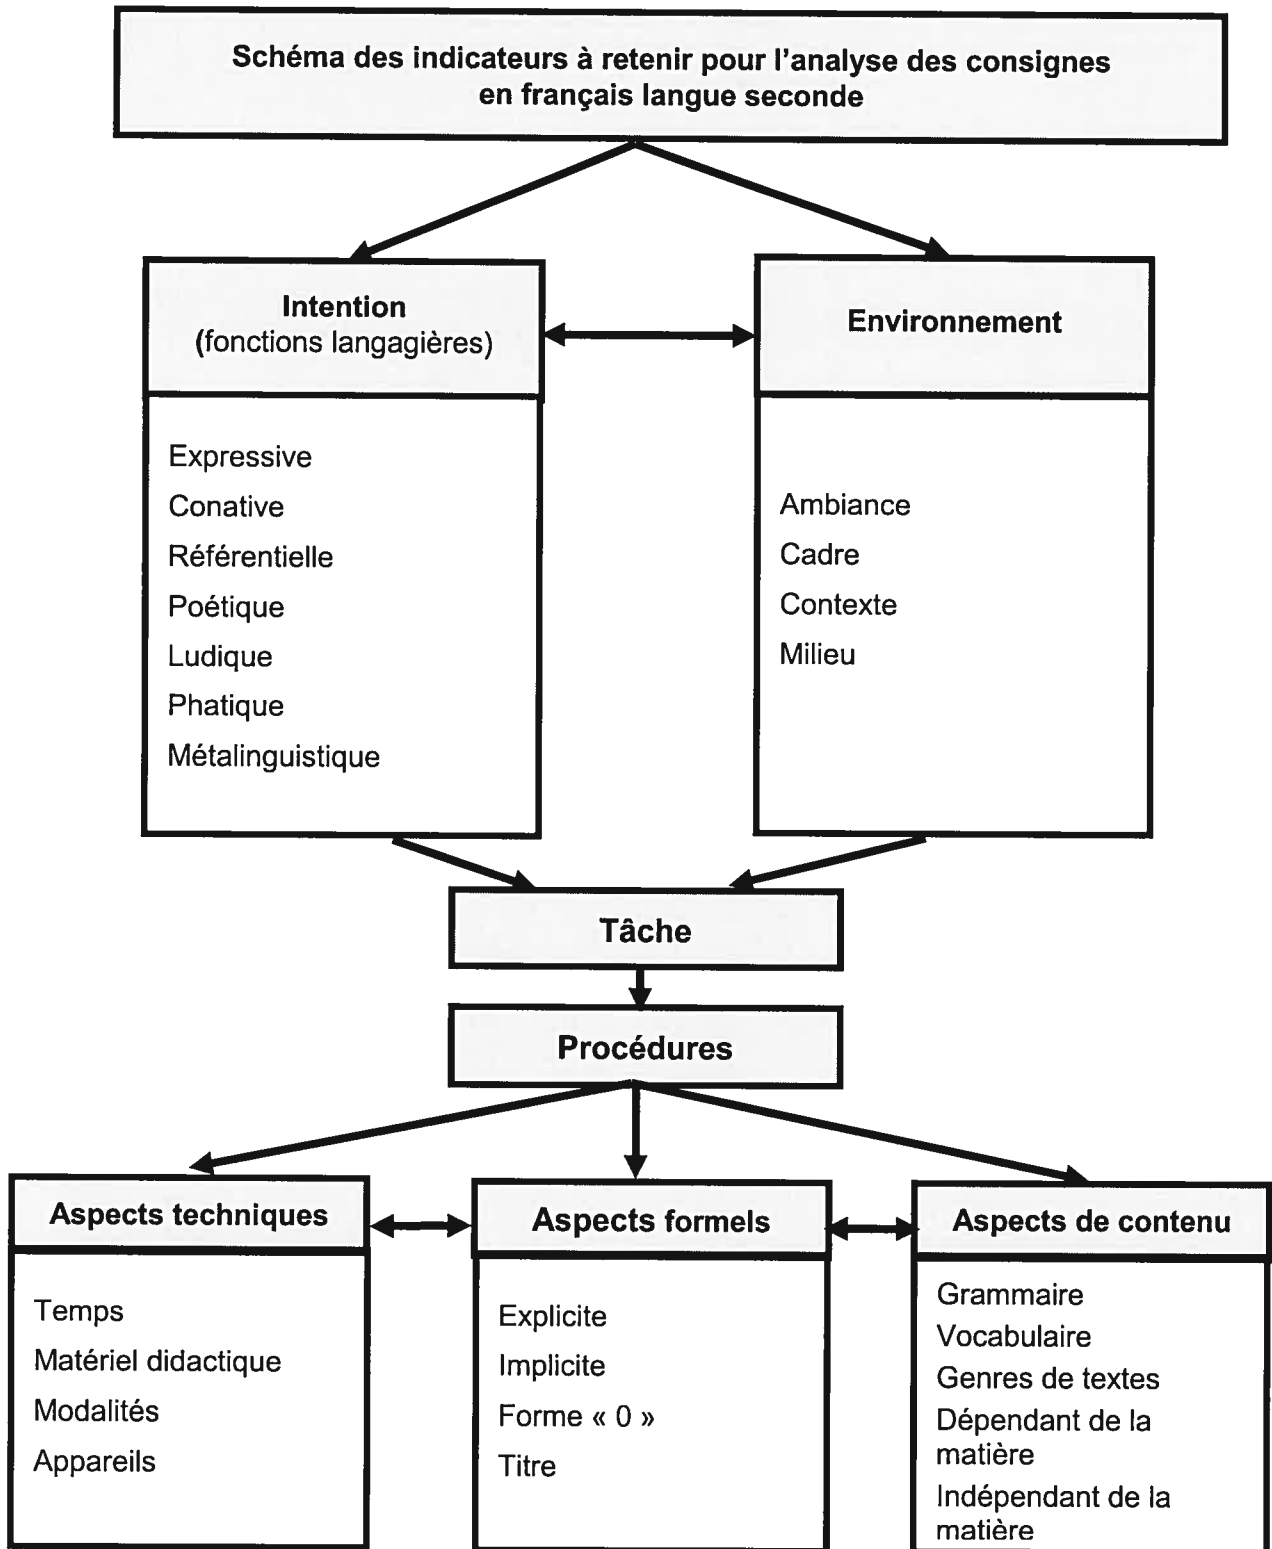 Schéma des indicateurs à retenir pour l'analyse des consignes
en français langue seconde
Intention
(fonctions langagières)
Expressive
Conative
Référentielle
Poétique
Ludique
Phatique
Métalinguistique
Environnement
Ambiance
Cadre
Contexte
Milieu
Tâche
Procédures
Aspects techniques
Temps
Matériel didactique
Modalités
Appareils
Aspects formels
Explicite
Implicite
Forme « 0 »
Titre
Aspects de contenu
Grammaire
Vocabulaire
Genres de textes
Dépendant de la
matière
Indépendant de la
matière